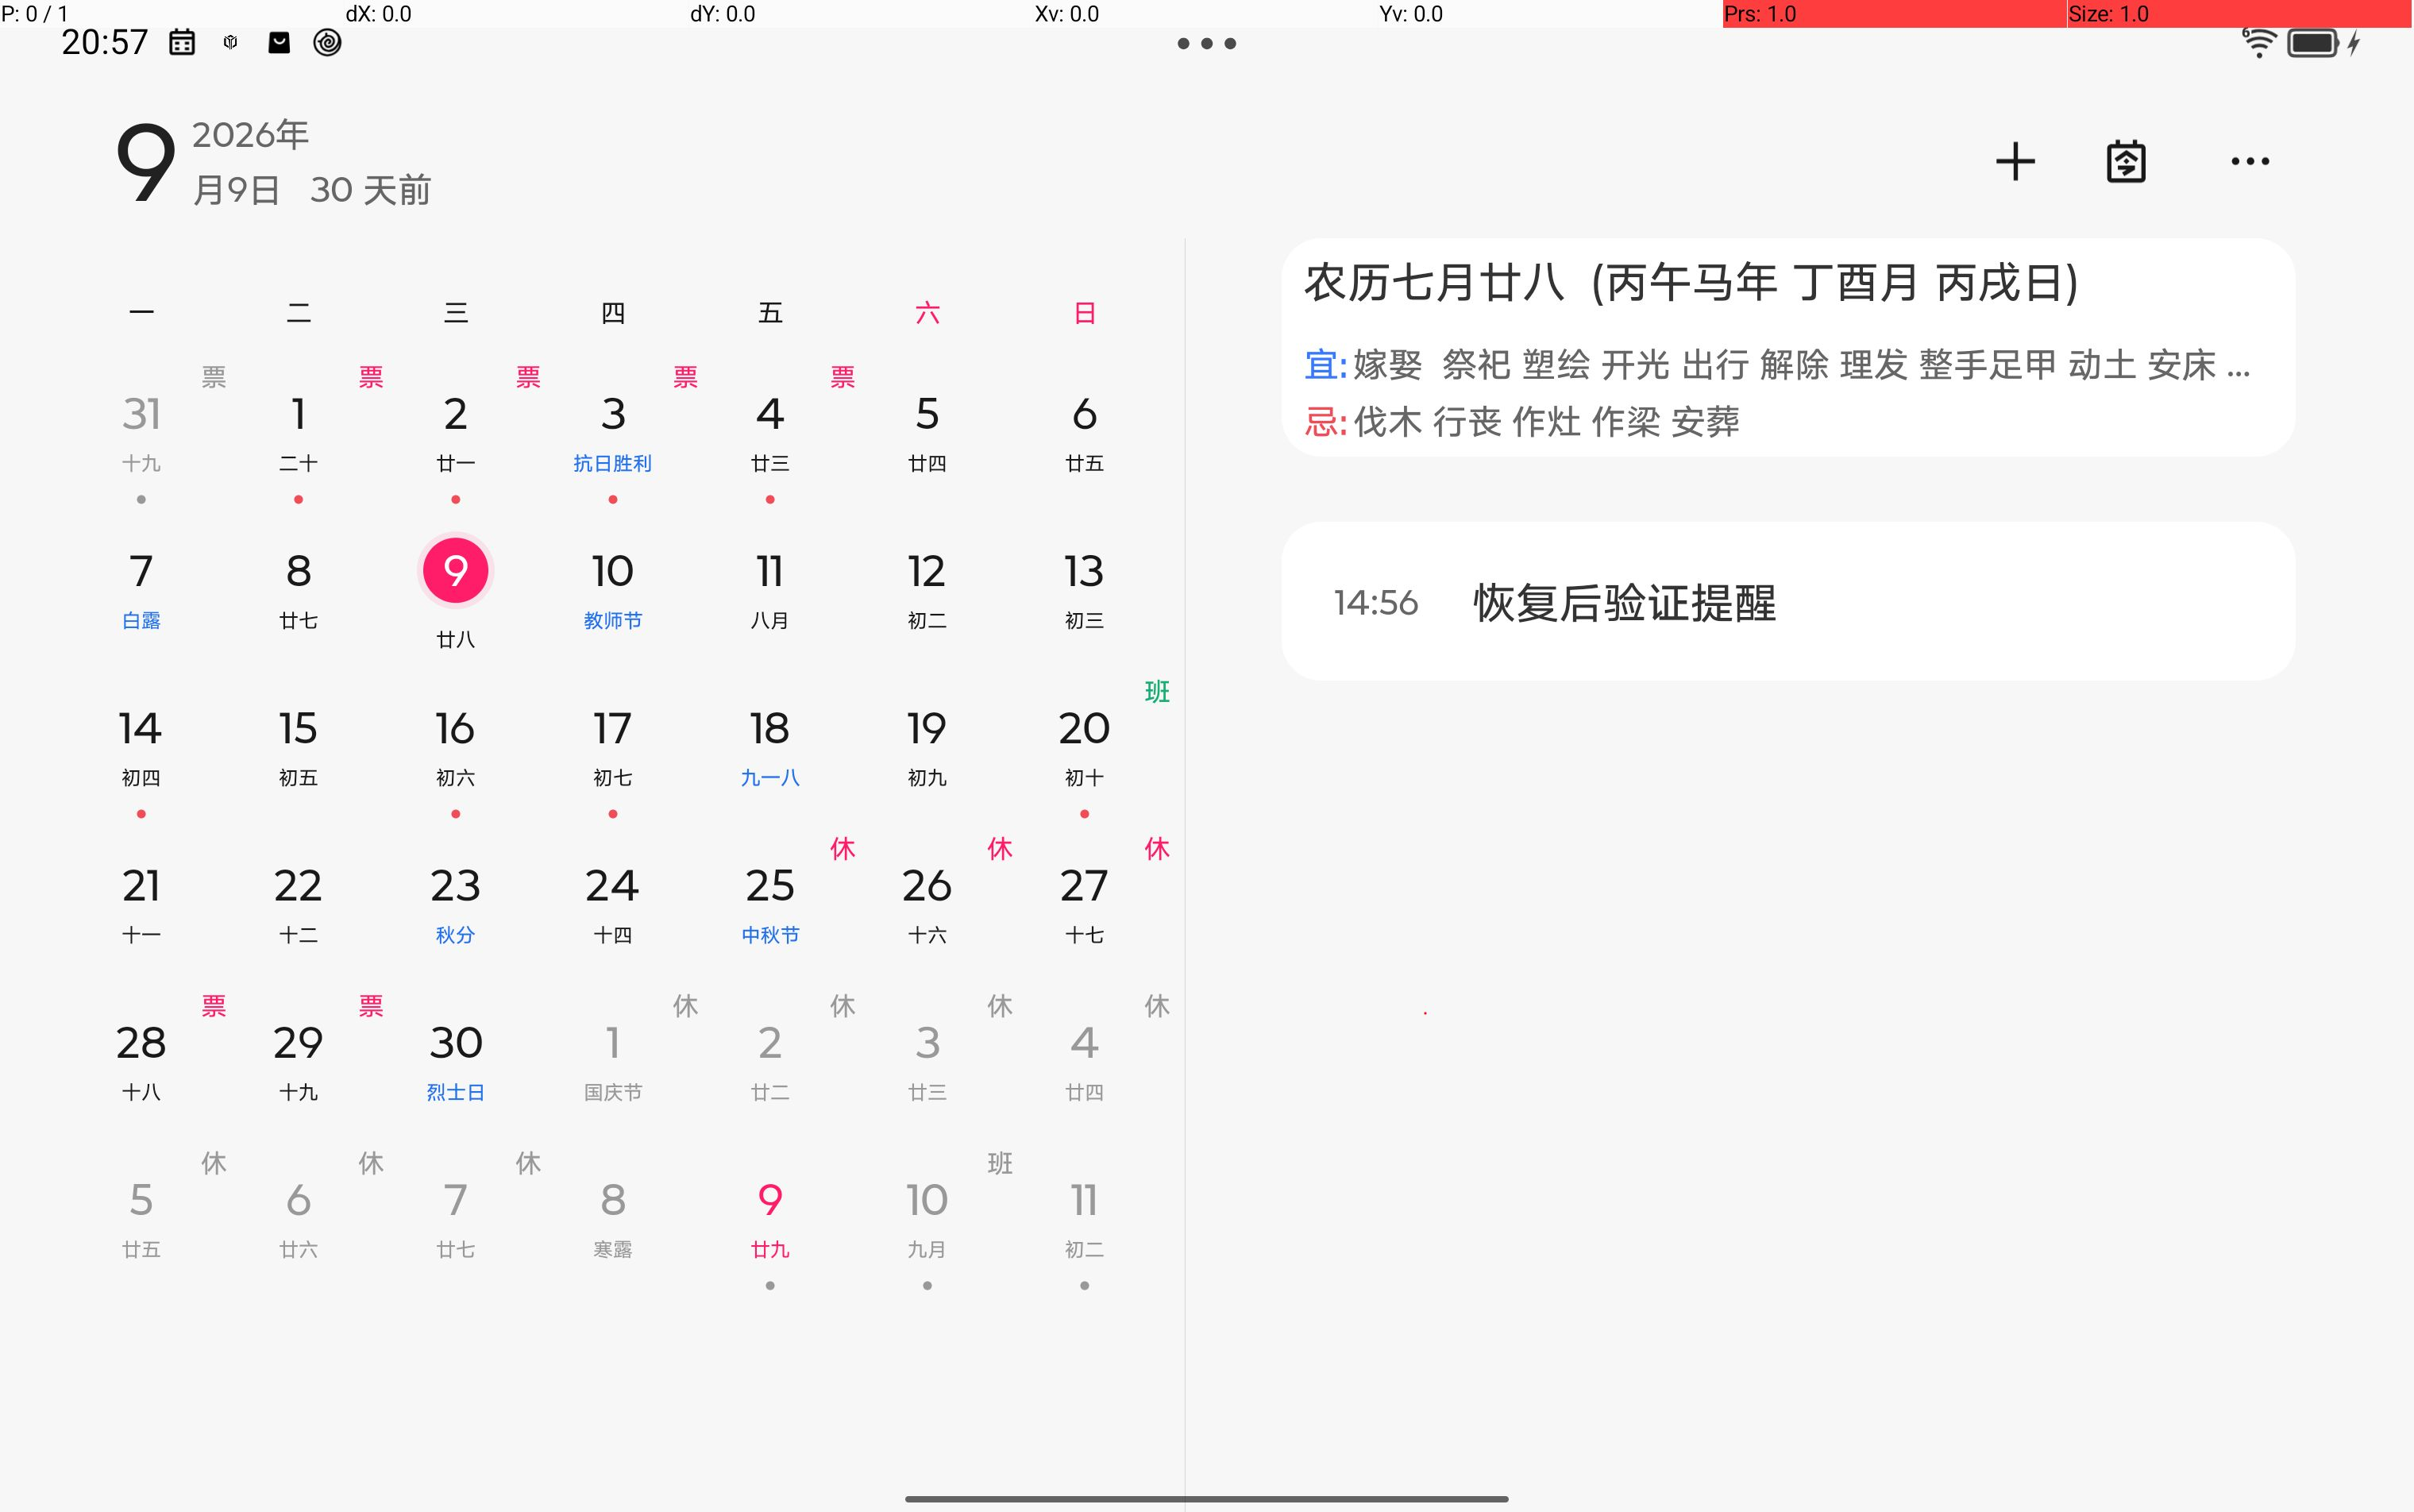 P: 0 / 1 dX: 0.0 dY: 0.0 Xv: 0.0 Yv: 0.0 Prs: 1.0 Size: 1.0
20:57
9 2026年
月9日 30 天前
一 二 三 四 五 六 日
票 票 票 票 票
31 1 2 3 4 5 6
十九 二十 廿一 抗日胜利 廿三 廿四 廿五
7 8 9 10 11 12 13
白露 廿七 廿八 教师节 八月 初二 初三
班
14 15 16 17 18 19 20
初四 初五 初六 初七 九一八 初九 初十
休 休 休
21 22 23 24 25 26 27
十一 十二 秋分 十四 中秋节 十六 十七
票 票 休 休 休 休
28 29 30 1 2 3 4
十八 十九 烈士日 国庆节 廿二 廿三 廿四
休 休 休 班
5 6 7 8 9 10 11
廿五 廿六 廿七 寒露 廿九 九月 初二
农历七月廿八 (丙午马年 丁酉月 丙戌日)
宜: 嫁娶 祭祀 塑绘 开光 出行 解除 理发 整手足甲 动土 安床 ...
忌: 伐木 行丧 作灶 作梁 安葬
14:56 恢复后验证提醒